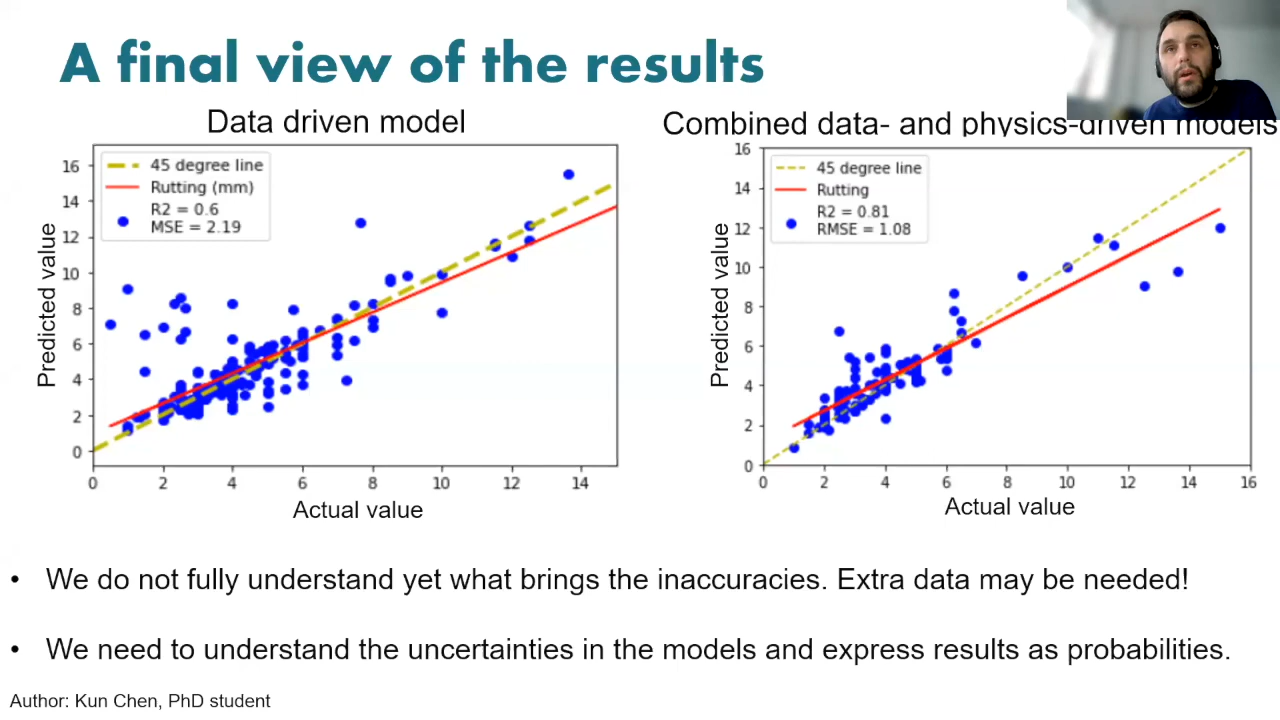 A final view of the results
Data driven model
Combined data- and physics-driven models
16
14
12
10
8
6
4
2
0
45 degree line
Rutting (mm)
R2 = 0.6
MSE = 2.19
Predicted value
0 2 4 6 8 10 12 14
Actual value
16
14
12
10
8
6
4
2
0
45 degree line
Rutting
R2 = 0.81
RMSE = 1.08
Predicted value
0 2 4 6 8 10 12 14 16
Actual value
• We do not fully understand yet what brings the inaccuracies. Extra data may be needed!
• We need to understand the uncertainties in the models and express results as probabilities.
Author: Kun Chen, PhD student